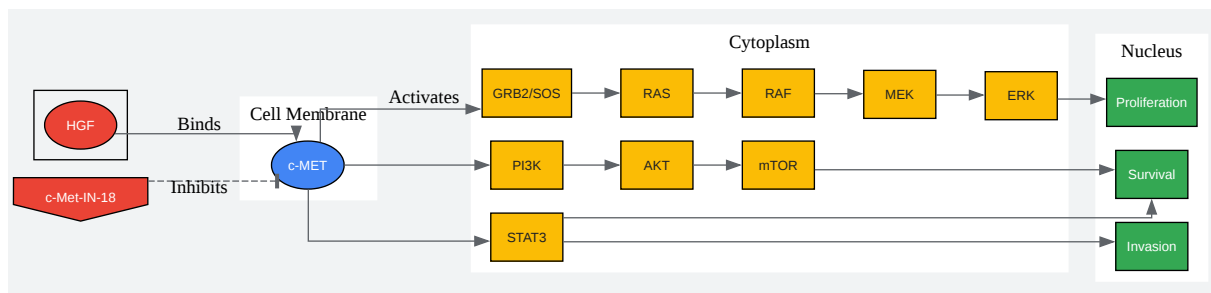 Cytoplasm
Nucleus
Cell Membrane
HGF
Binds
c-MET
c-Met-IN-18
Inhibits
Activates
GRB2/SOS
RAS
RAF
MEK
ERK
Proliferation
PI3K
AKT
mTOR
Survival
STAT3
Invasion